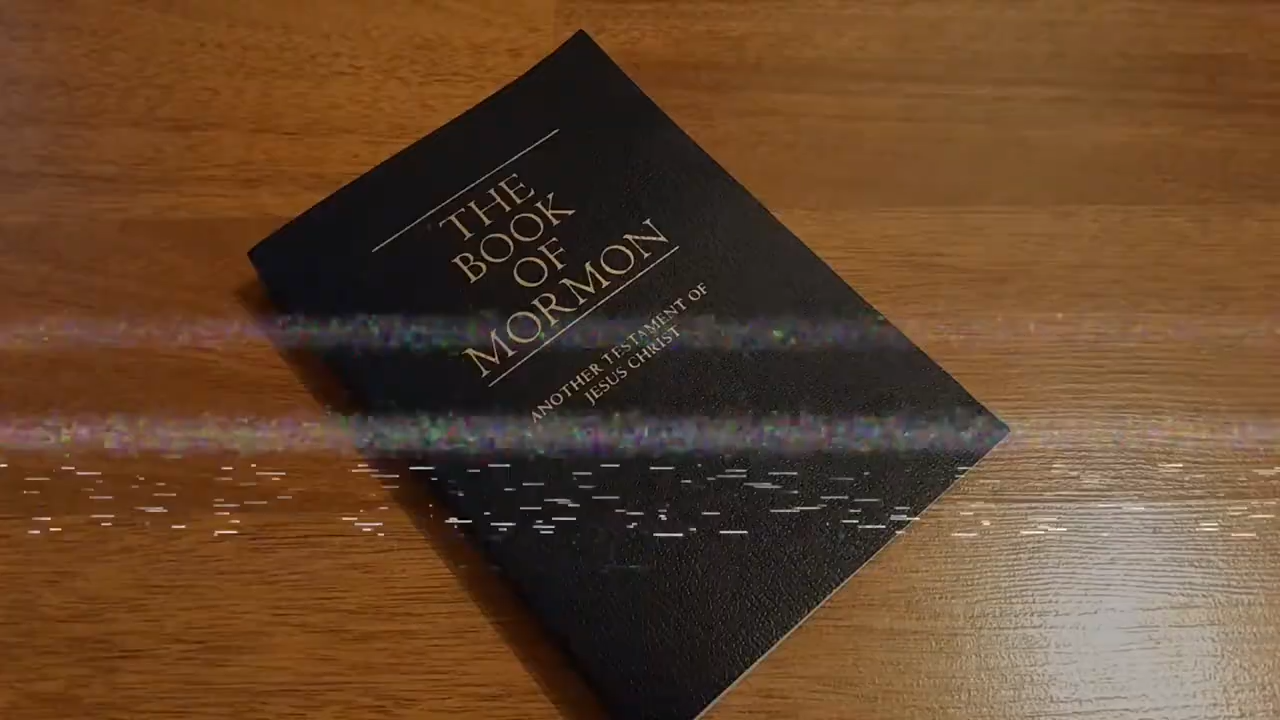 THE
BOOK
OF
MORMON
ANOTHER TESTAMENT OF
JESUS CHRIST